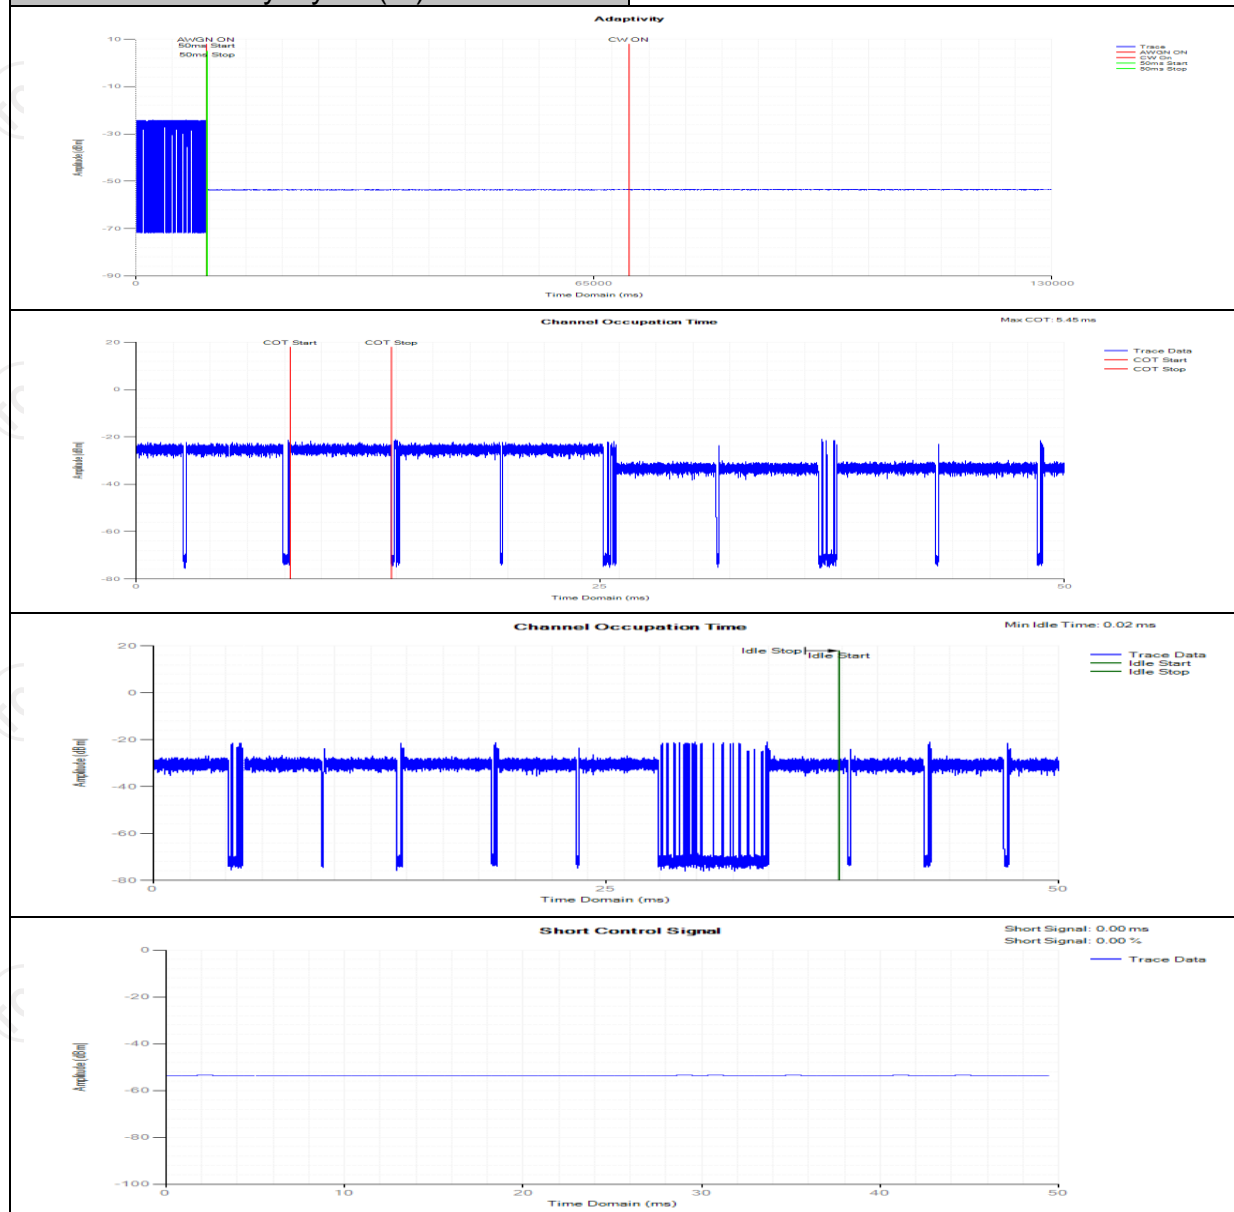 Adaptivity
10
-10
-30
-50
-70
-90
Amplitude (dBm)
AWGN ON
50ms Start
50ms Stop
CW ON
Trace
AWGN ON
CW On
50ms Start
50ms Stop
0
65000
130000
Time Domain (ms)
Channel Occupation Time
Max COT: 5.45 ms
20
0
-20
-40
-60
-80
Amplitude (dBm)
COT Start
COT Stop
Trace Data
COT Start
COT Stop
0
25
50
Time Domain (ms)
Channel Occupation Time
Min Idle Time: 0.02 ms
20
0
-20
-40
-60
-80
Amplitude (dBm)
Idle Stop
Idle Start
Trace Data
Idle Start
Idle Stop
0
25
50
Time Domain (ms)
Short Control Signal
Short Signal: 0.00 ms
Short Signal: 0.00 %
0
-20
-40
-60
-80
-100
Amplitude (dBm)
Trace Data
0
10
20
30
40
50
Time Domain (ms)